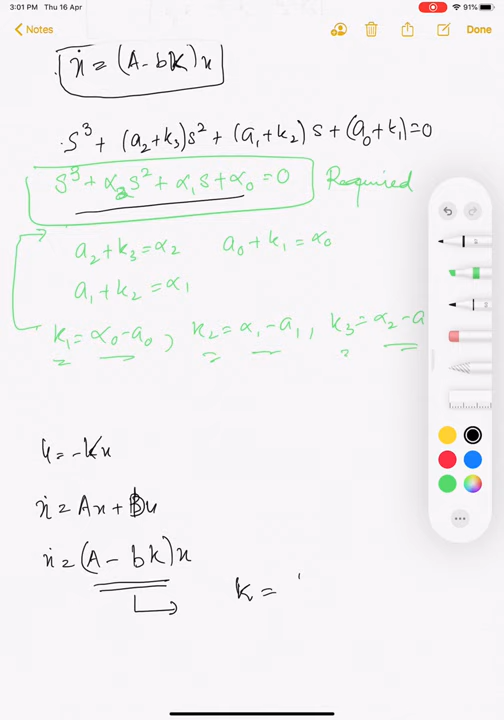 3:01 PM Thu 16 Apr 91%
Notes Done
ẋ = (A - bK)x
S³ + (a₂+k₃)s² + (a₁+k₂)s + (a₀+k₁) = 0
S³ + α₂s² + α₁s + α₀ = 0 Required
a₂ + k₃ = α₂ a₀ + k₁ = α₀
a₁ + k₂ = α₁
k₁ = α₀ - a₀, k₂ = α₁ - a₁, k₃ = α₂ - a
u = -Kx
ẋ = Ax + Bu
ẋ = (A - bK)x
K =